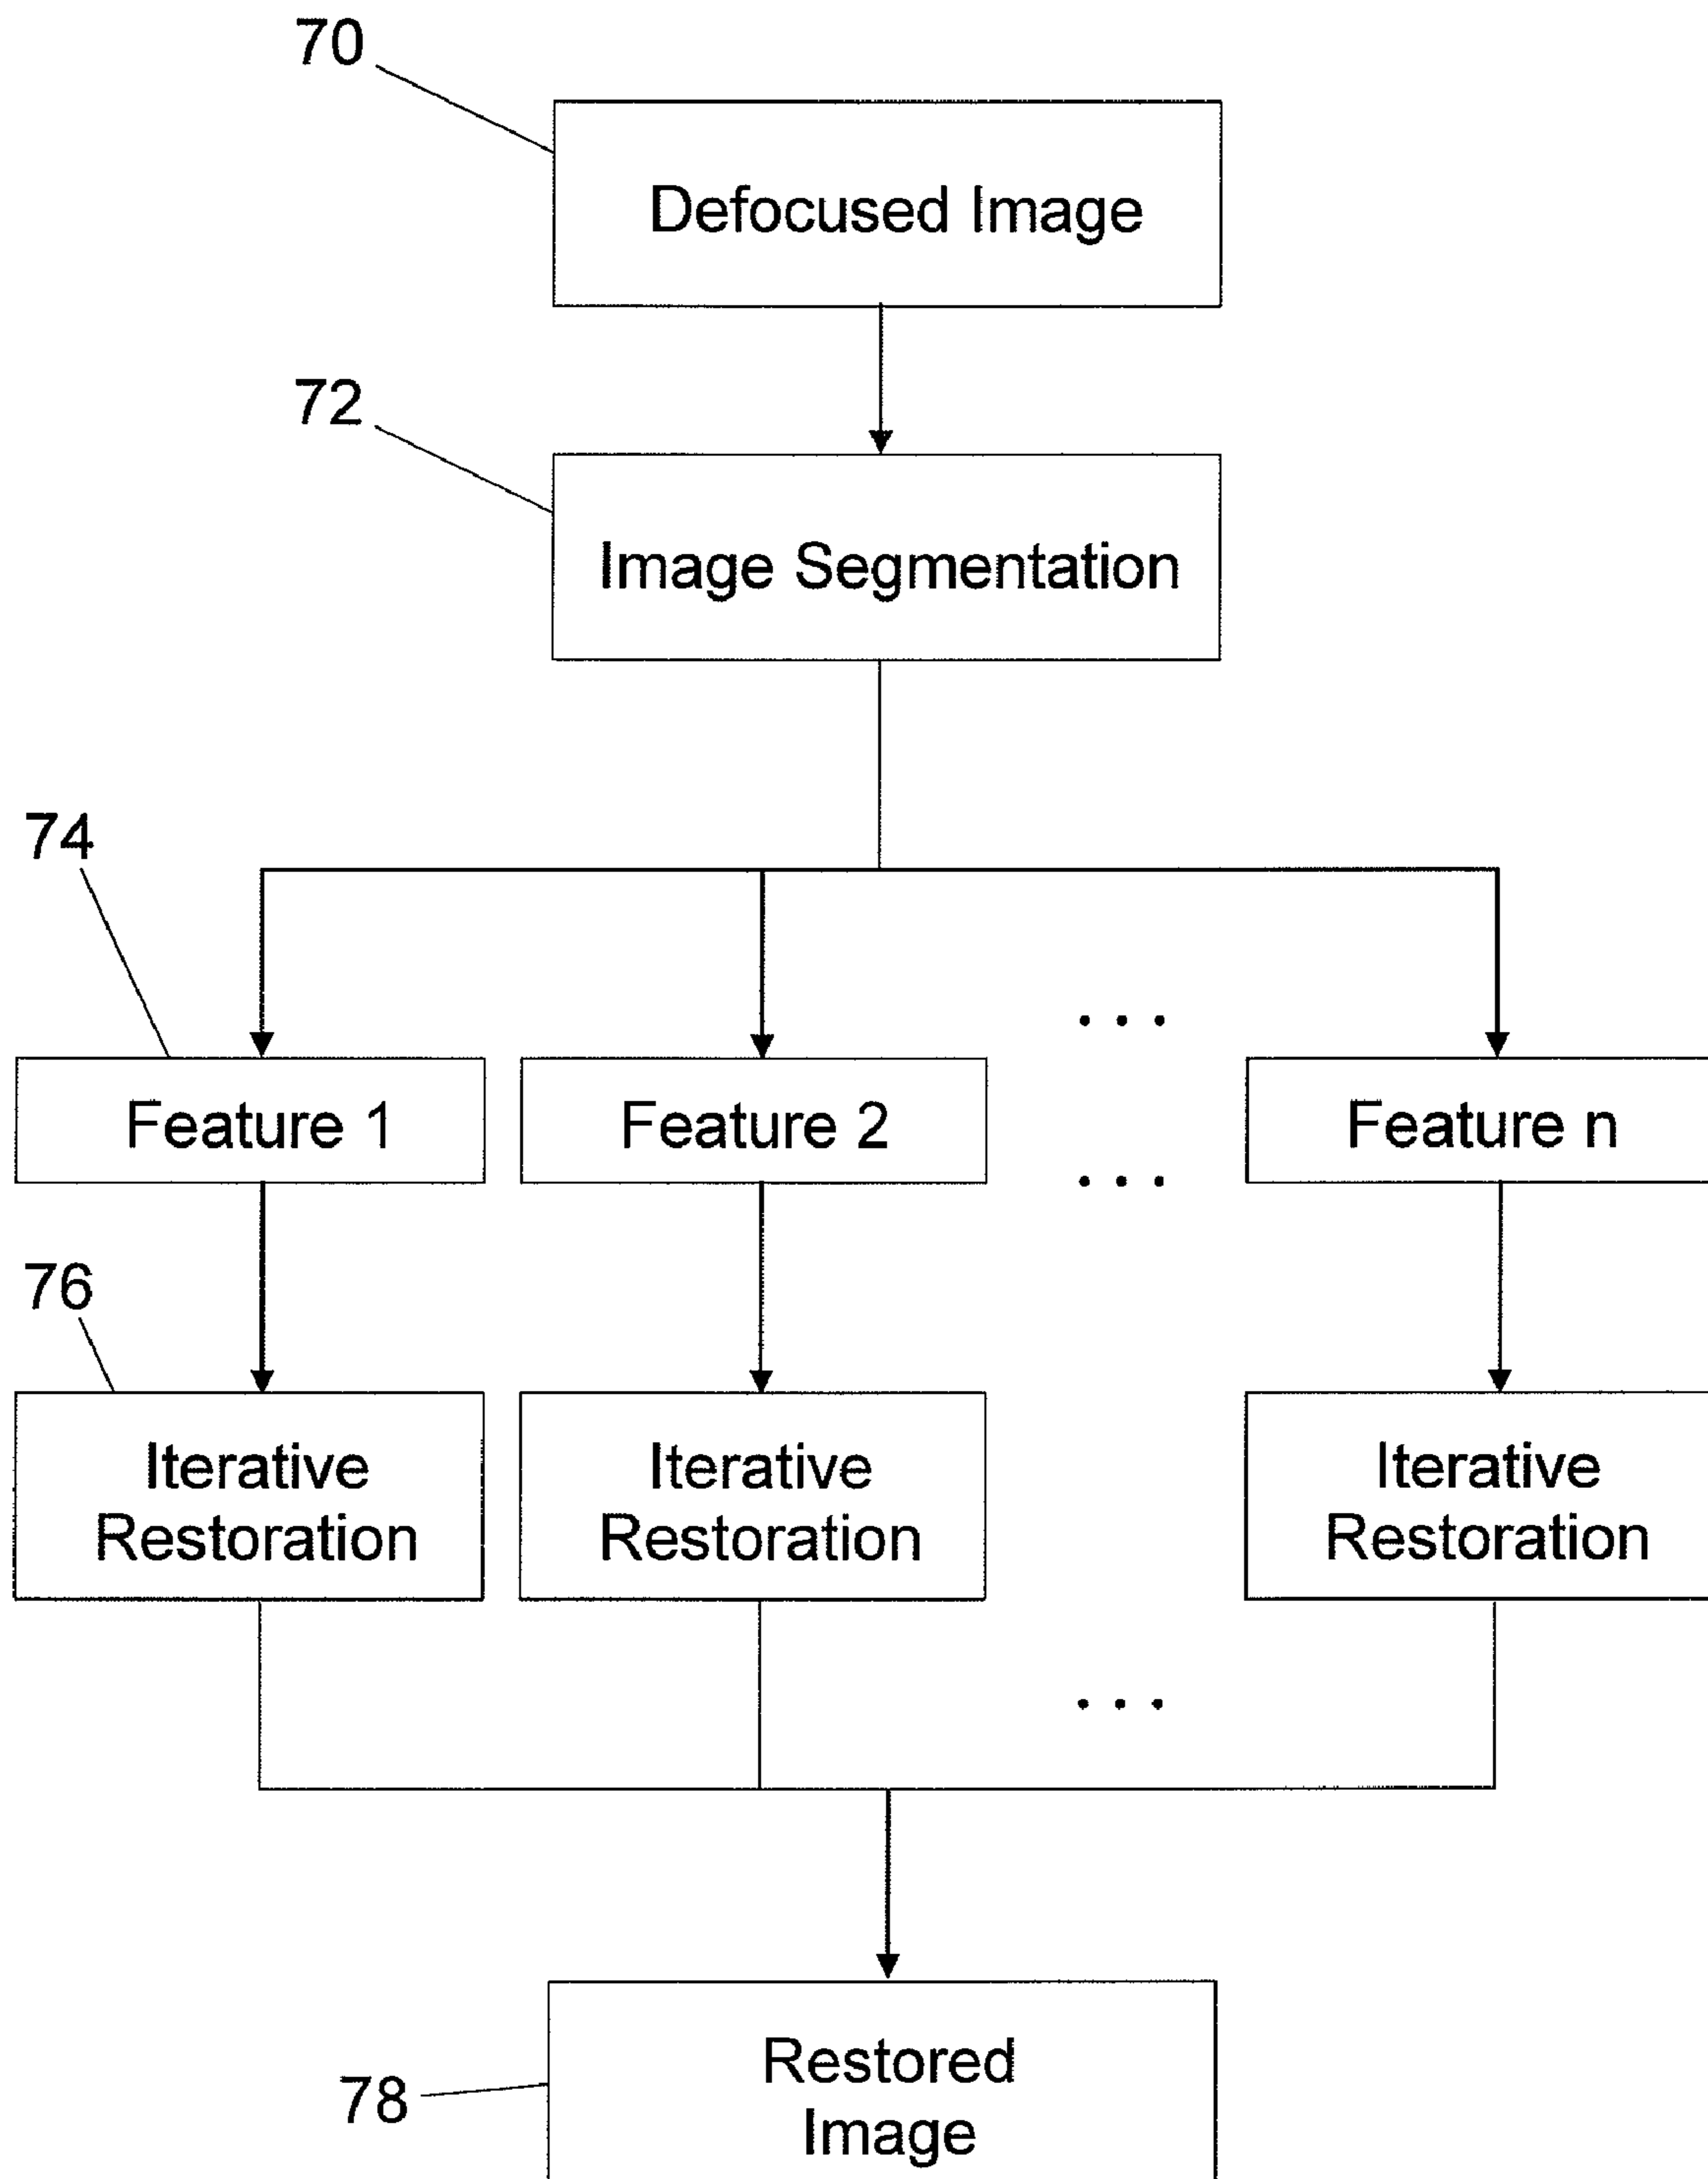 70
Defocused Image
72
Image Segmentation
74
...
Feature 1
Feature 2
Feature n
...
76
Iterative
Restoration
Iterative
Restoration
Iterative
Restoration
...
Restored
Image
78